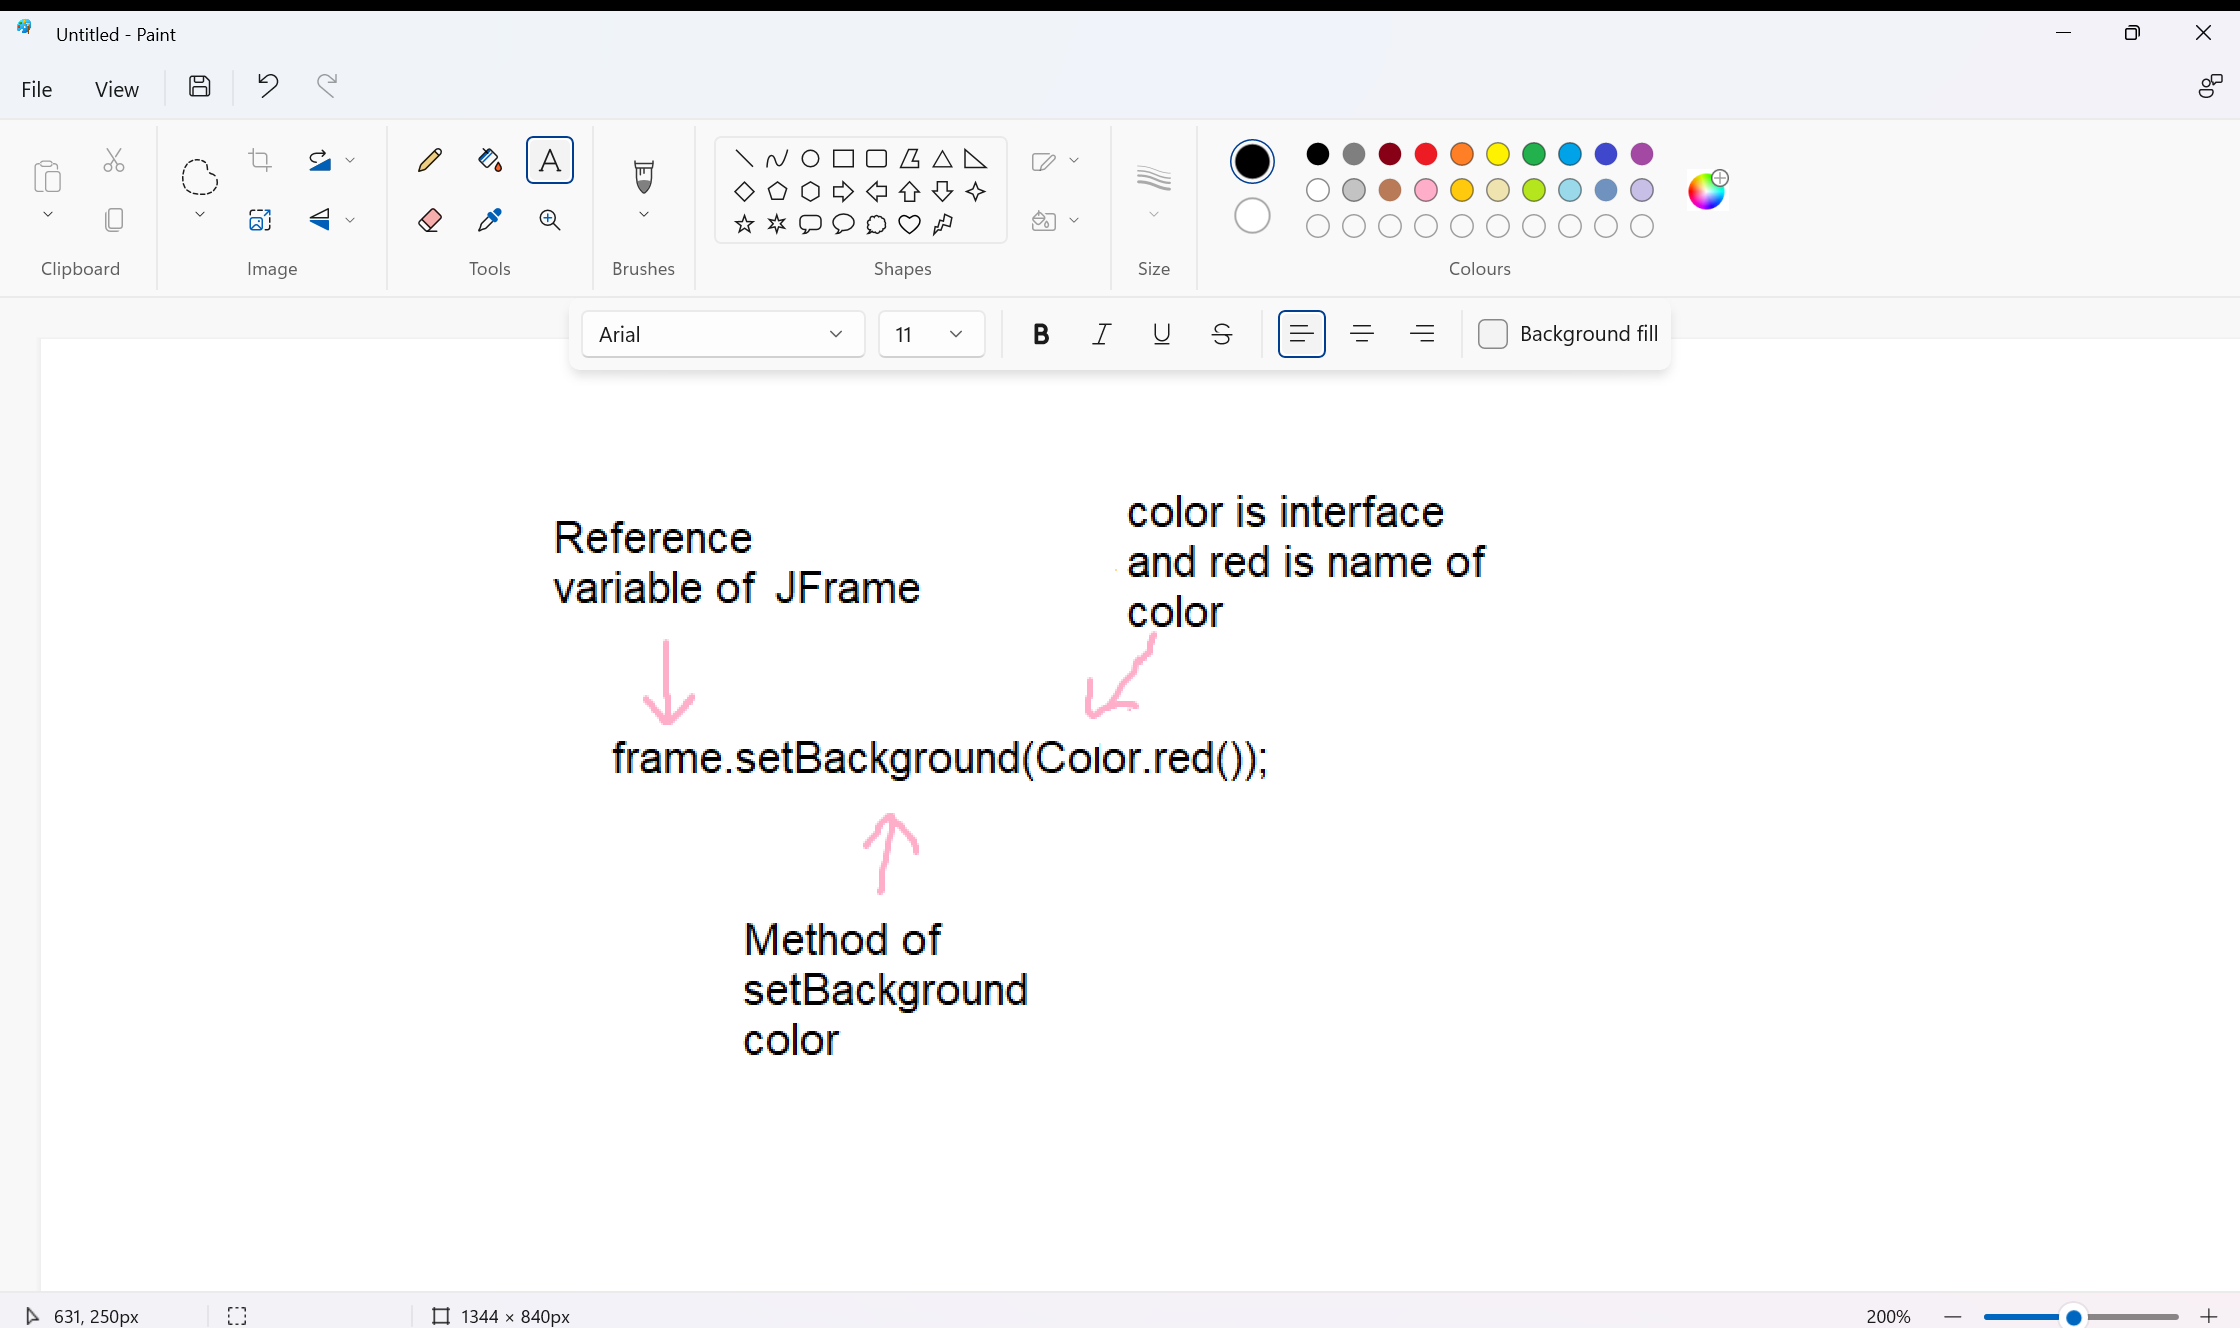 Untitled - Paint
File View
Clipboard Image Tools Brushes Shapes Size Colours
Arial 11 B I U S Background fill
Reference
variable of JFrame
color is interface
and red is name of
color
frame.setBackground(Color.red());
Method of
setBackground
color
631, 250px 1344 × 840px 200%